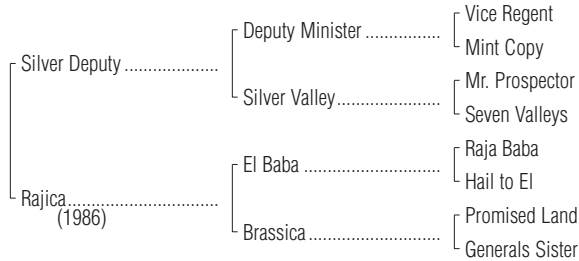 Vice Regent
Deputy Minister ..................
Mint Copy
Silver Deputy ......................
Mr. Prospector
Silver Valley.........................
Seven Valleys
Raja Baba
El Baba ................................
Hail to El
Rajica...................................
(1986)
Promised Land
Brassica...............................
Generals Sister